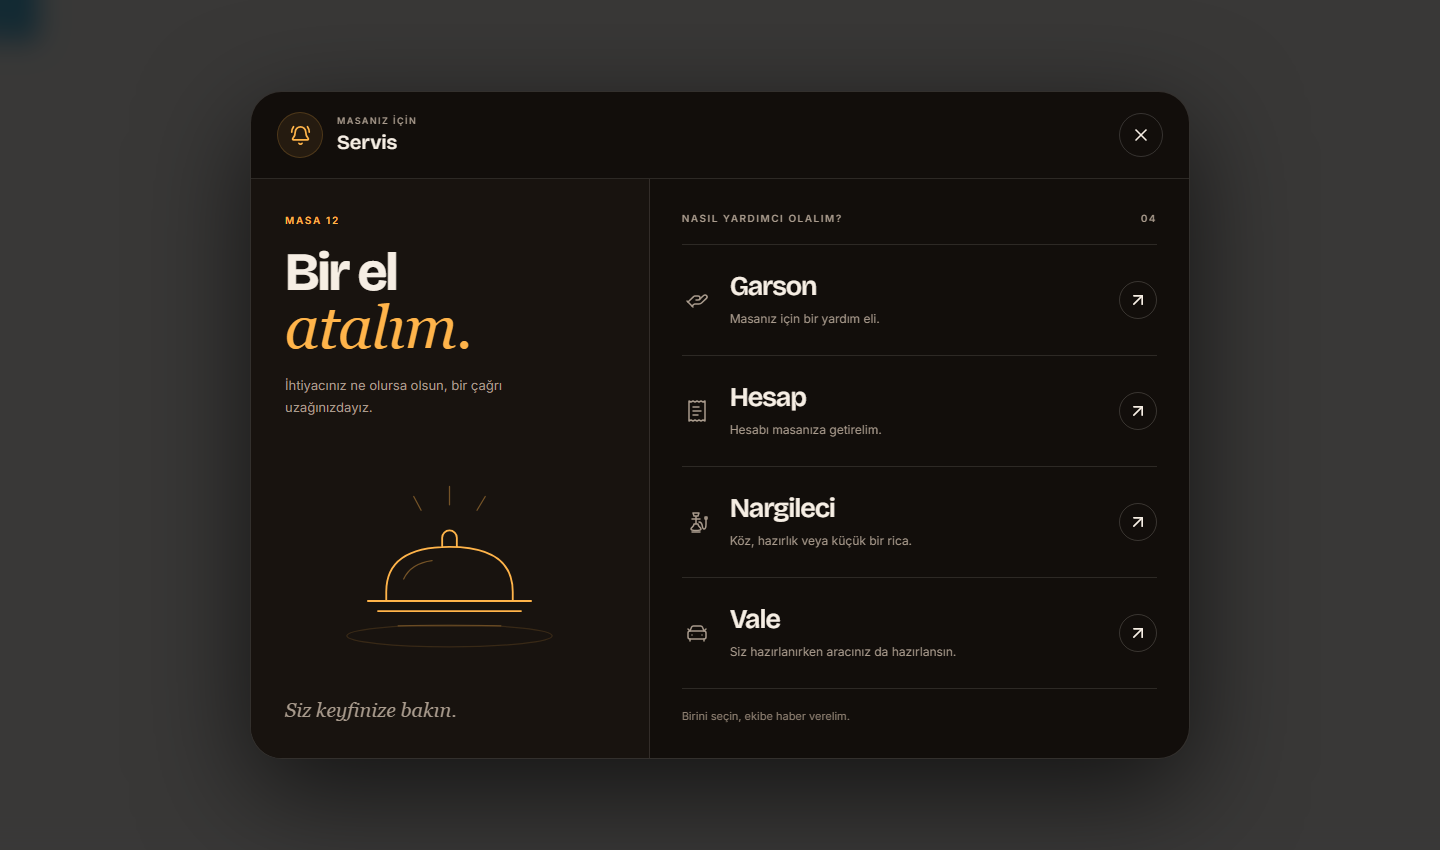 MASANIZ İÇİN
Servis
MASA 12
Bir el
atalım.
İhtiyacınız ne olursa olsun, bir çağrı
uzağınızdayız.
Siz keyfinize bakın.
NASIL YARDIMCI OLALIM?
04
Garson
Masanız için bir yardım eli.
Hesap
Hesabı masanıza getirelim.
Nargileci
Köz, hazırlık veya küçük bir rica.
Vale
Siz hazırlanırken aracınız da hazırlansın.
Birini seçin, ekibe haber verelim.